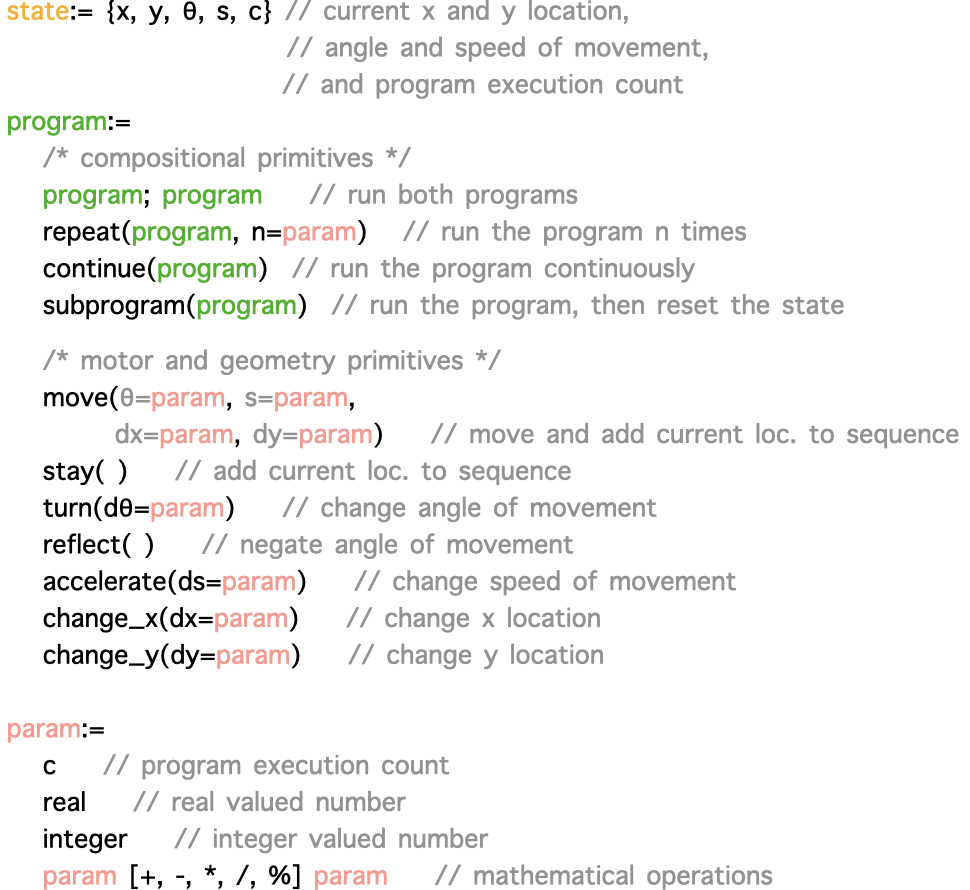 state:= {x, y, θ, s, c} // current x and y location,
// angle and speed of movement,
// and program execution count
program:=
/* compositional primitives */
program; program // run both programs
repeat(program, n=param) // run the program n times
continue(program) // run the program continuously
subprogram(program) // run the program, then reset the state
/* motor and geometry primitives */
move(θ=param, s=param,
dx=param, dy=param) // move and add current loc. to sequence
stay( ) // add current loc. to sequence
turn(dθ=param) // change angle of movement
reflect( ) // negate angle of movement
accelerate(ds=param) // change speed of movement
change_x(dx=param) // change x location
change_y(dy=param) // change y location
param:=
c // program execution count
real // real valued number
integer // integer valued number
param [+, -, *, /, %] param // mathematical operations